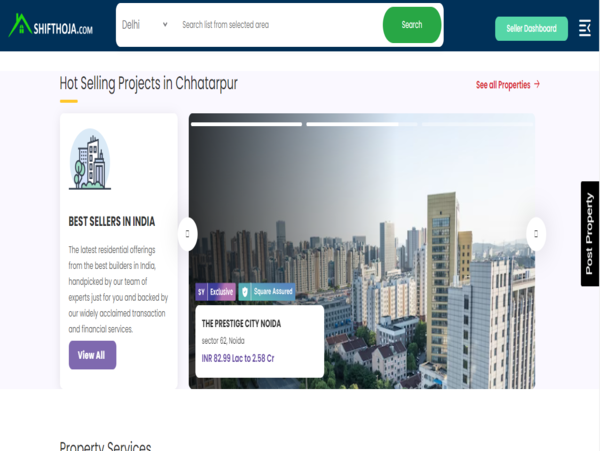 SHIFTHOJA.COM
Delhi
Search list from selected area
Search
Seller Dashboard
Hot Selling Projects in Chhatarpur
See all Properties
BEST SELLERS IN INDIA
The latest residential offerings
from the best builders in India,
handpicked by our team of
experts just for you and backed by
our widely acclaimed transaction
and financial services.
View All
SY Exclusive
Square Assured
THE PRESTIGE CITY NOIDA
sector 62, Noida
INR 82.99 Lac to 2.58 Cr
Post Property
Property Services